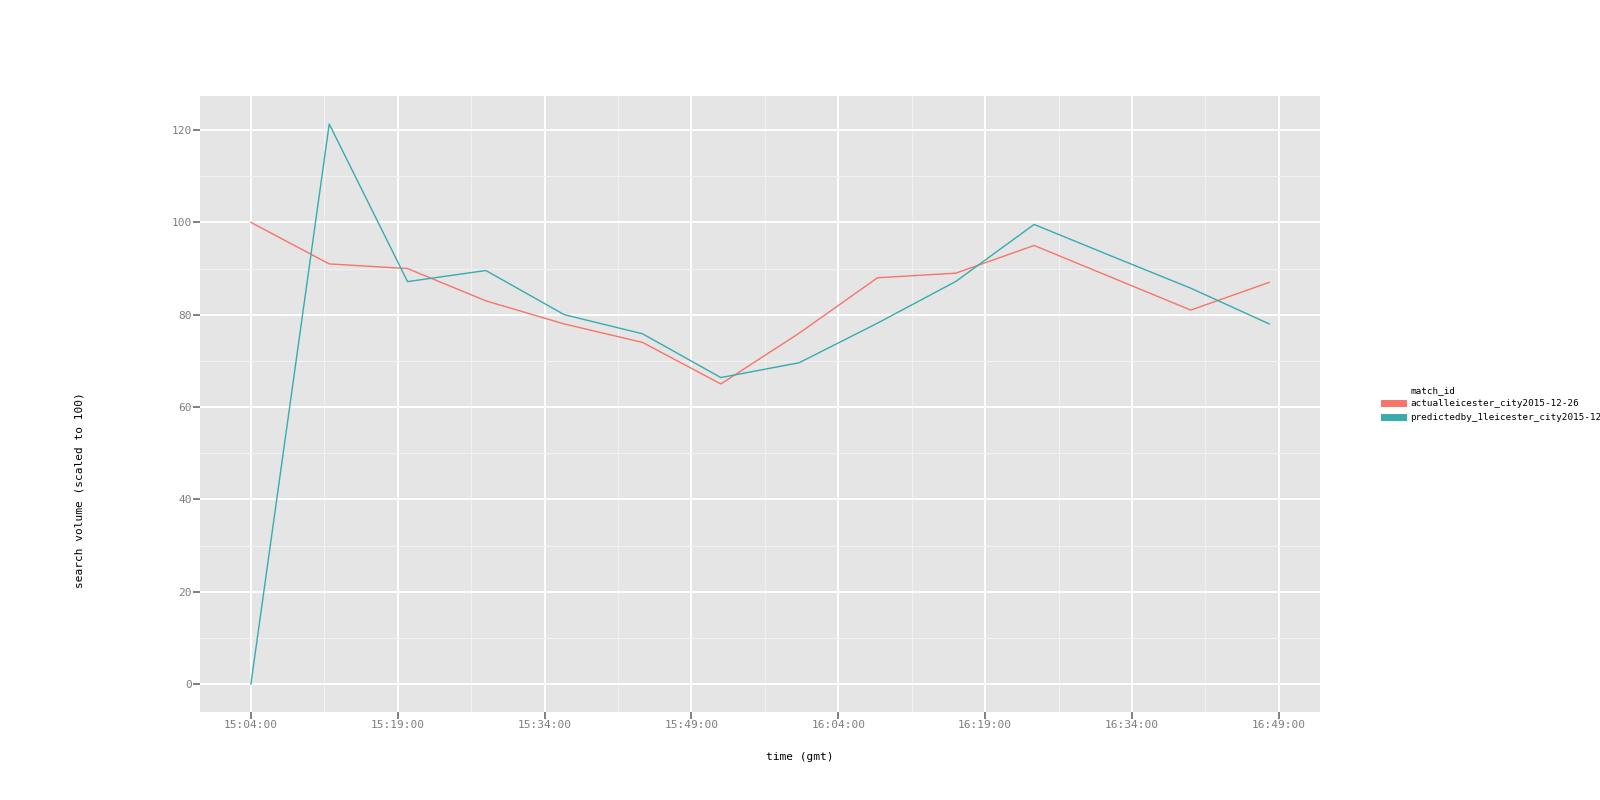 120
100
80
60
40
20
0
search volume (scaled to 100)
15:04:00 15:19:00 15:34:00 15:49:00 16:04:00 16:19:00 16:34:00 16:49:00
time (gmt)
match_id
actualleicester_city2015-12-26
predictedby_1leicester_city2015-12